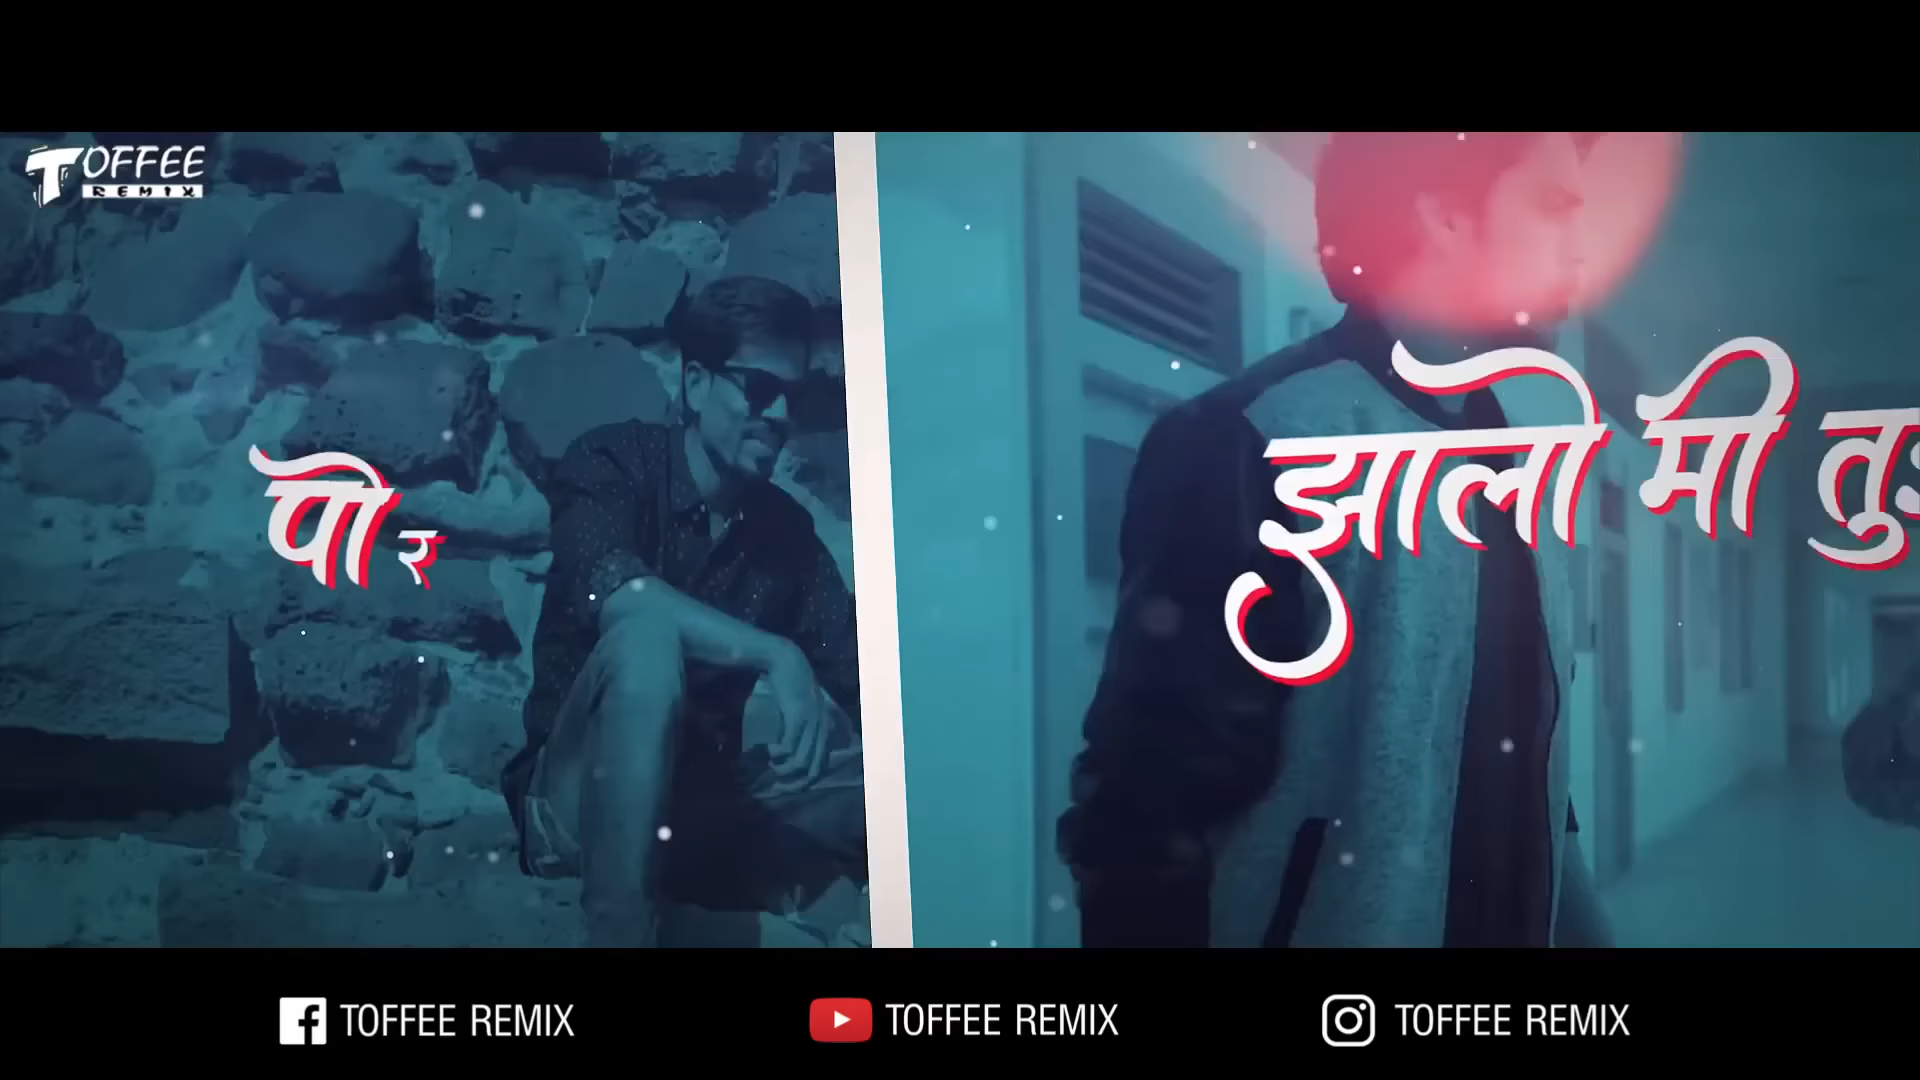 TOFFEE
REMIX
पोर
झालो मी
TOFFEE REMIX
TOFFEE REMIX
TOFFEE REMIX